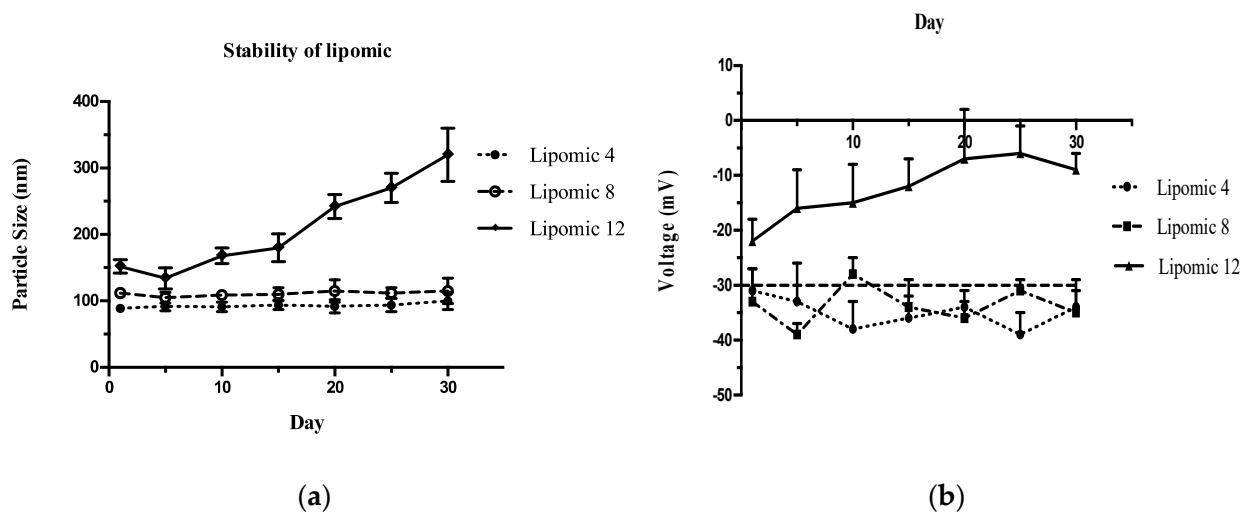 Stability of lipomic
400
300
200
100
0
0 10 20 30
Particle Size (nm)
Day
Lipomic 4
Lipomic 8
Lipomic 12
(a)
Day
10
0
-10
-20
-30
-40
-50
10 20 30
Voltage (mV)
Lipomic 4
Lipomic 8
Lipomic 12
(b)